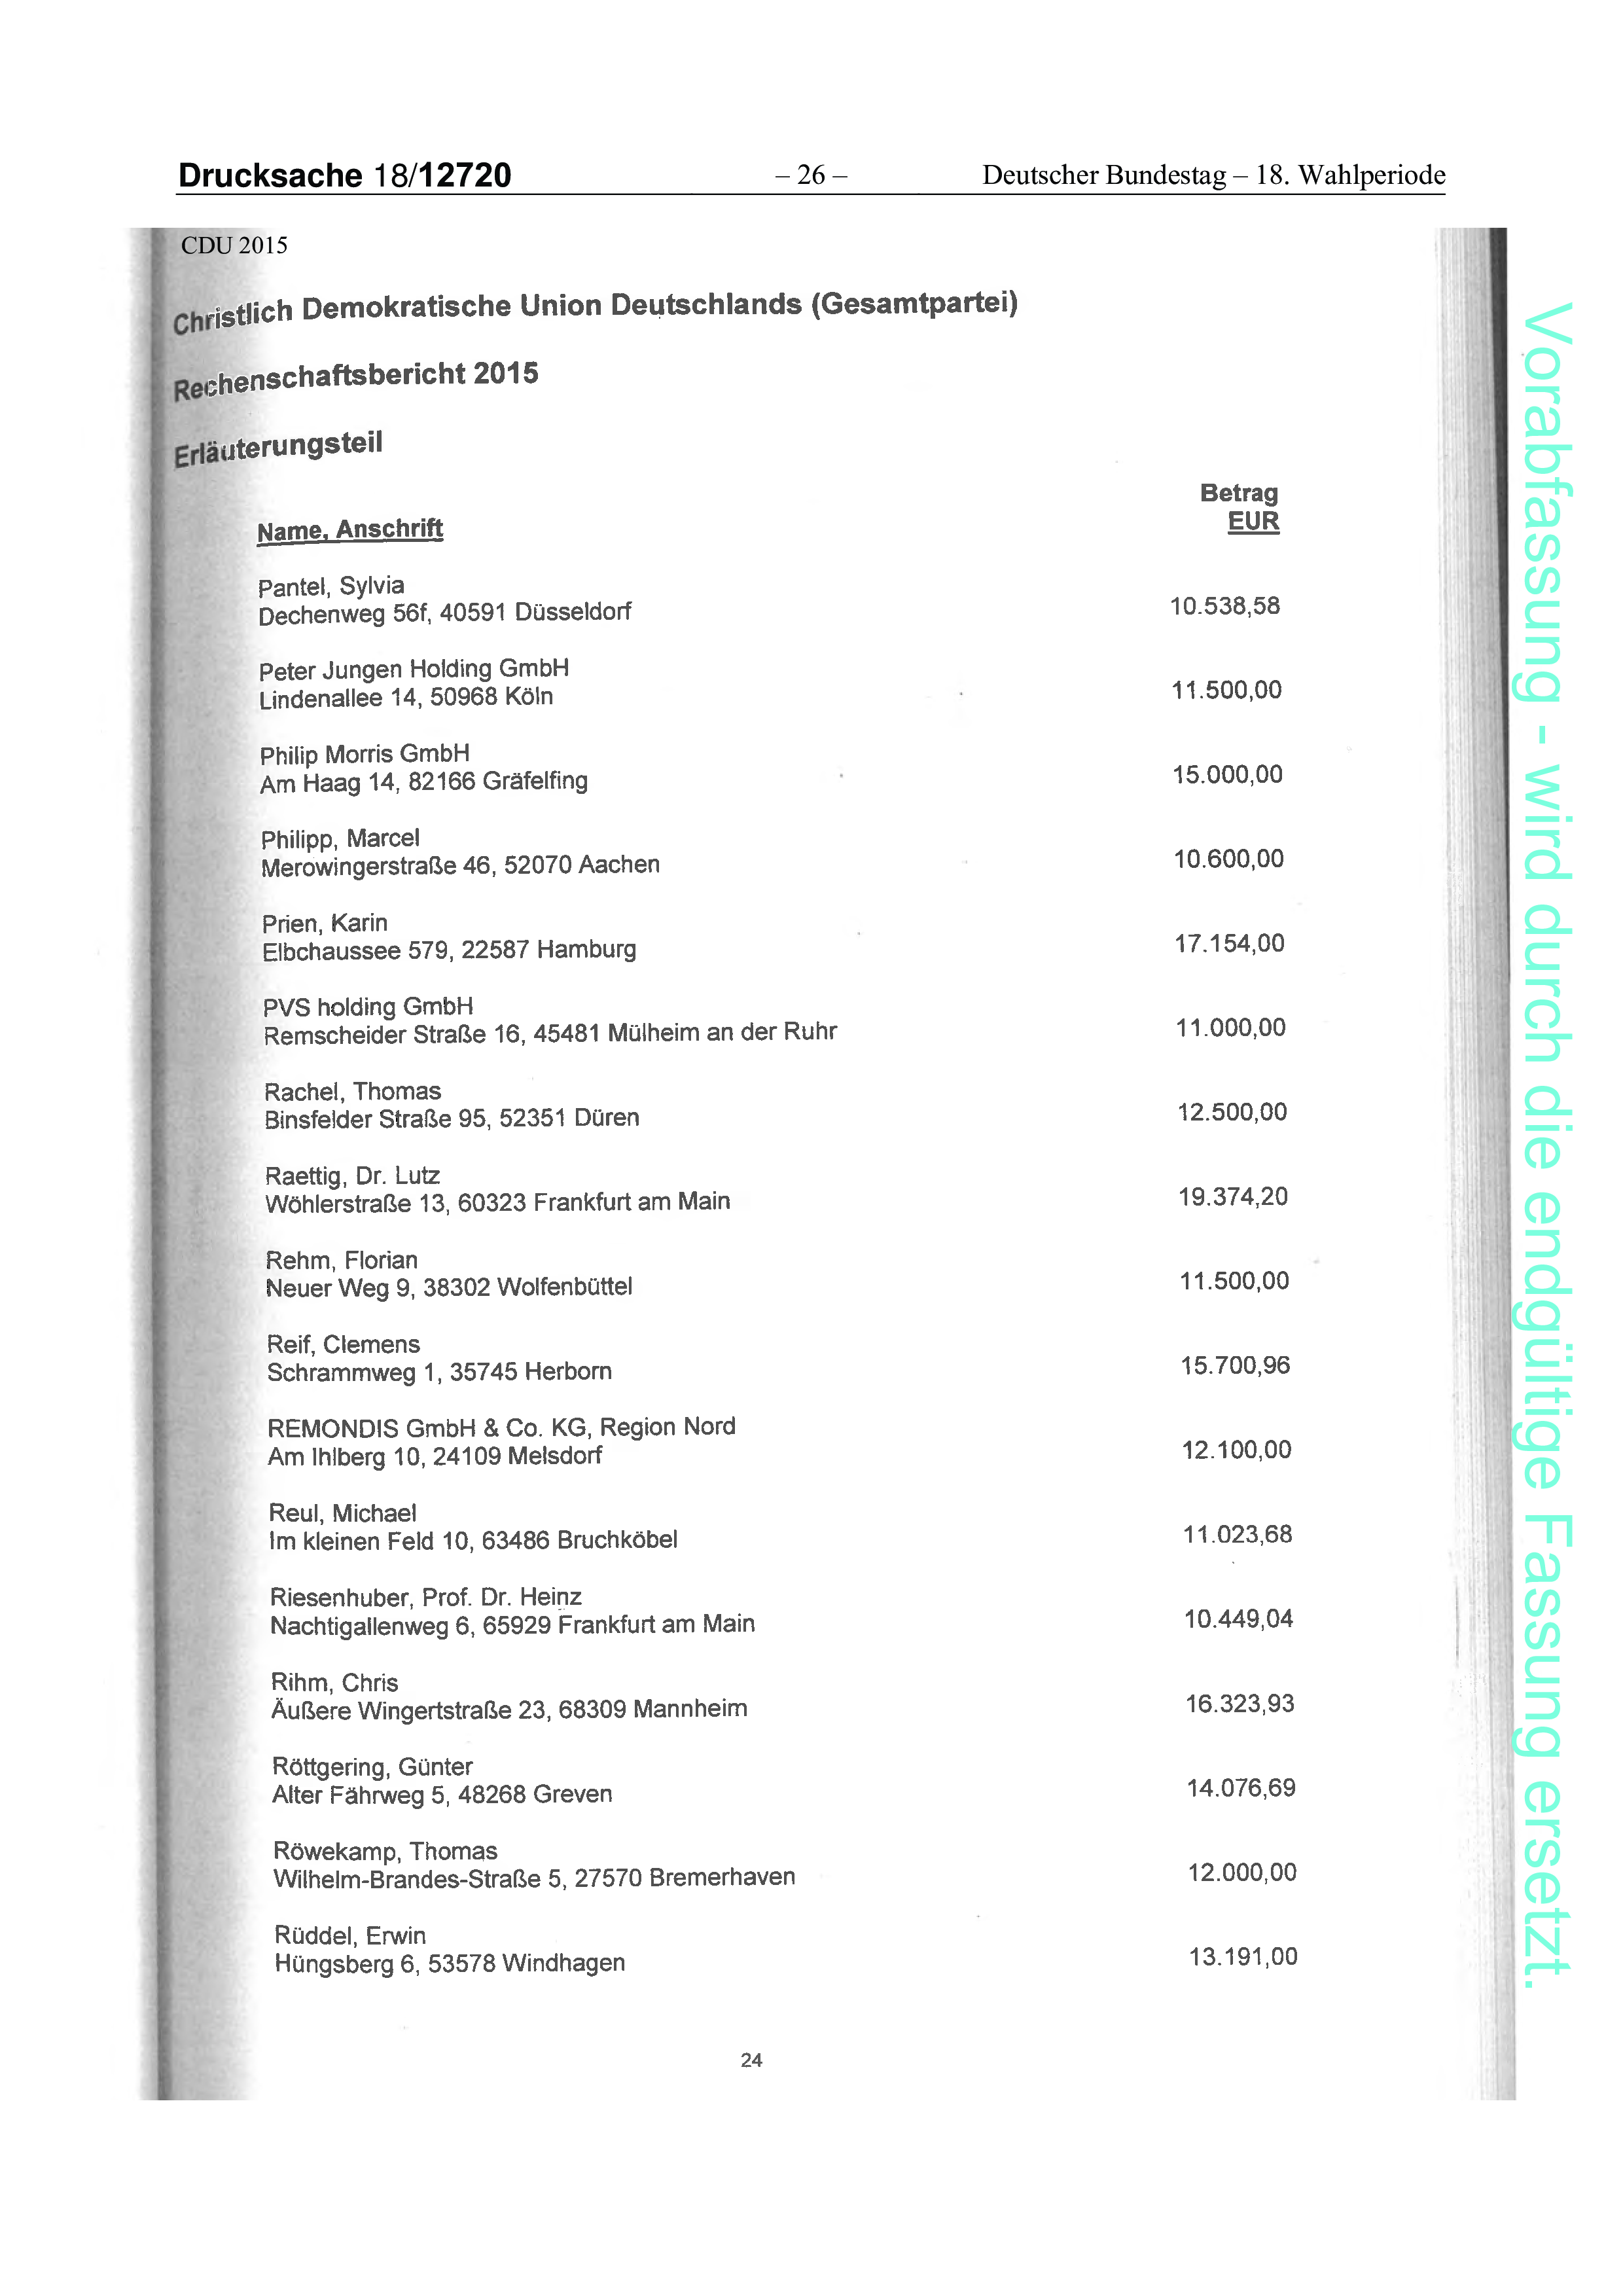 Drucksache 18/12720 – 26 – Deutscher Bundestag – 18. Wahlperiode
CDU 2015
Christlich Demokratische Union Deutschlands (Gesamtpartei)
Rechenschaftsbericht 2015
Erläuterungsteil
Betrag
Name, Anschrift EUR
Pantel, Sylvia
Dechenweg 56f, 40591 Düsseldorf 10.538,58
Peter Jungen Holding GmbH
Lindenallee 14, 50968 Köln 11.500,00
Philip Morris GmbH
Am Haag 14, 82166 Gräfelfing 15.000,00
Philipp, Marcel
Merowingerstraße 46, 52070 Aachen 10.600,00
Prien, Karin
Elbchaussee 579, 22587 Hamburg 17.154,00
PVS holding GmbH
Remscheider Straße 16, 45481 Mülheim an der Ruhr 11.000,00
Rachel, Thomas
Binsfelder Straße 95, 52351 Düren 12.500,00
Raettig, Dr. Lutz
Wöhlerstraße 13, 60323 Frankfurt am Main 19.374,20
Rehm, Florian
Neuer Weg 9, 38302 Wolfenbüttel 11.500,00
Reif, Clemens
Schrammweg 1, 35745 Herborn 15.700,96
REMONDIS GmbH & Co. KG, Region Nord
Am Ihlberg 10, 24109 Melsdorf 12.100,00
Reul, Michael
Im kleinen Feld 10, 63486 Bruchköbel 11.023,68
Riesenhuber, Prof. Dr. Heinz
Nachtigallenweg 6, 65929 Frankfurt am Main 10.449,04
Rihm, Chris
Äußere Wingertstraße 23, 68309 Mannheim 16.323,93
Röttgering, Günter
Alter Fährweg 5, 48268 Greven 14.076,69
Röwekamp, Thomas
Wilhelm-Brandes-Straße 5, 27570 Bremerhaven 12.000,00
Rüddel, Erwin
Hüngsberg 6, 53578 Windhagen 13.191,00
24
Vorabfassung - wird durch die endgültige Fassung ersetzt.